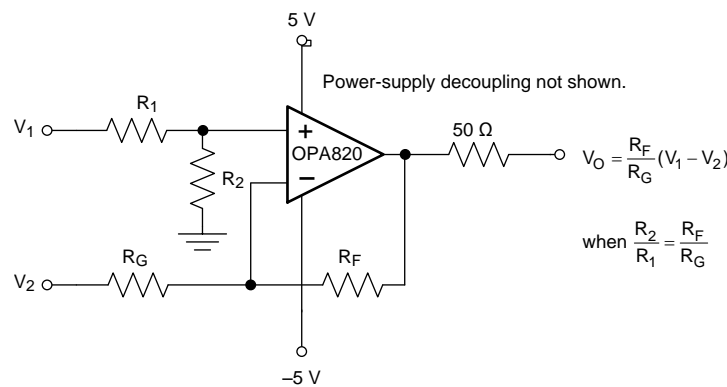 5 V
Power-supply decoupling not shown.
R1
50 Ω
V1
+
OPA820
VO = RF/RG (V1 – V2)
R2
–
when R2/R1 = RF/RG
RG
RF
V2
–5 V